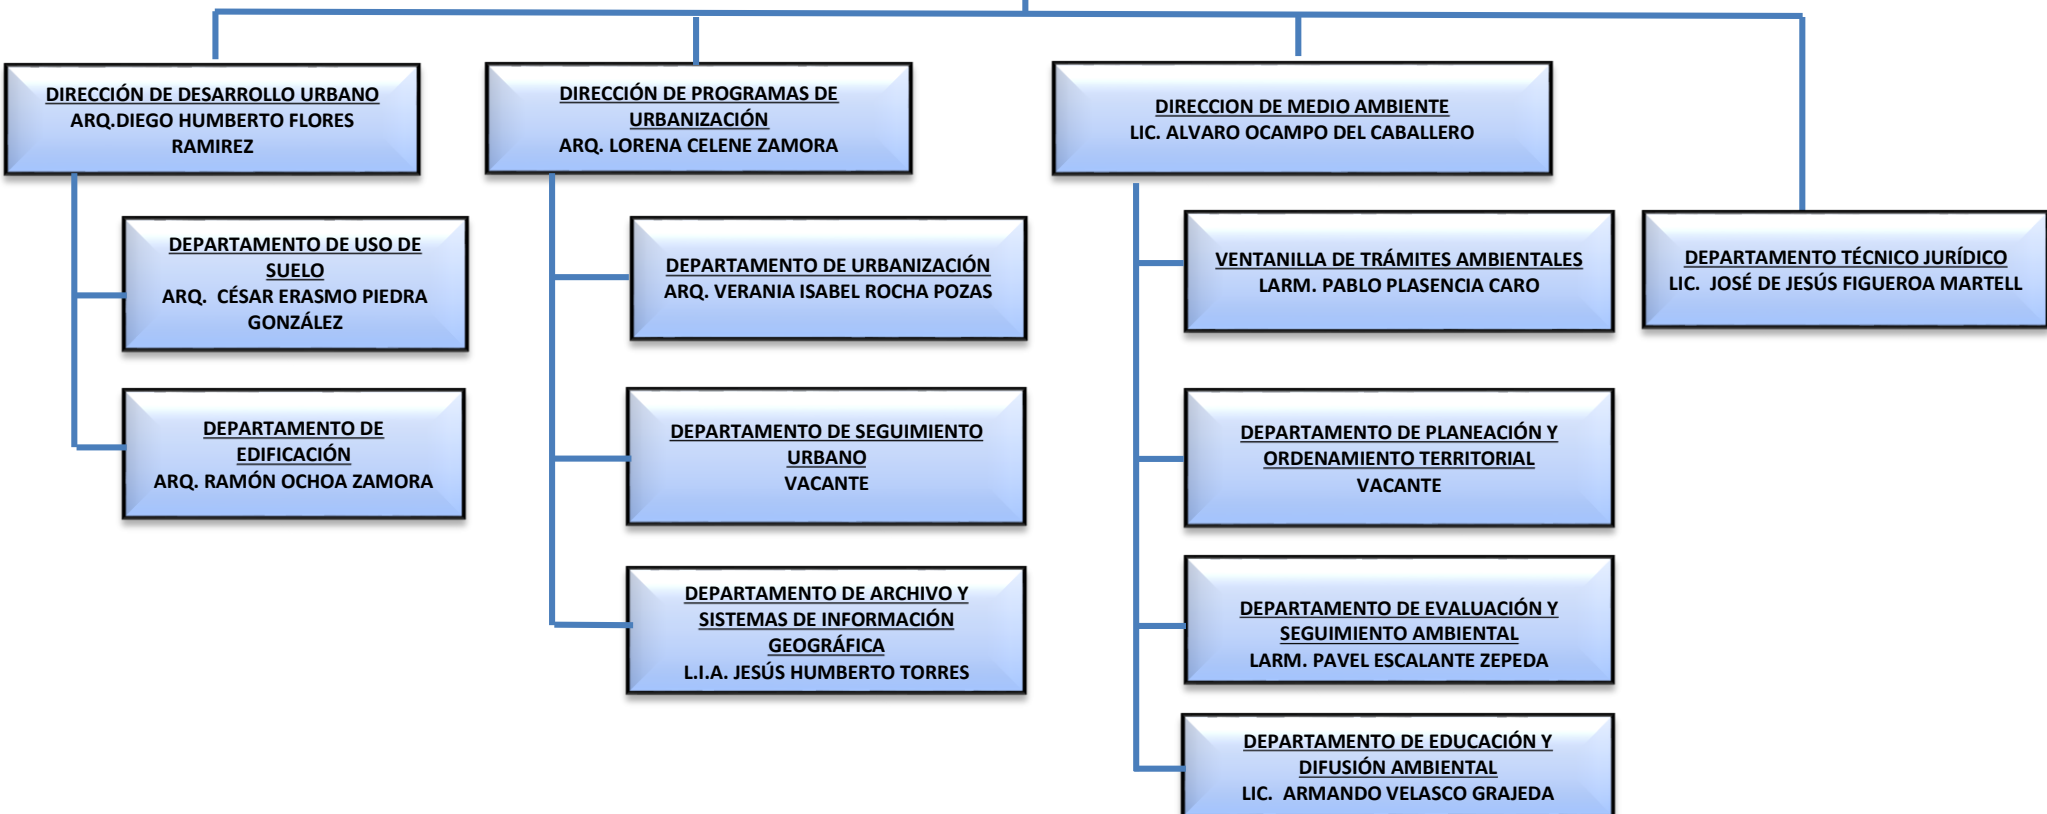 DIRECCIÓN DE DESARROLLO URBANO
ARQ.DIEGO HUMBERTO FLORES
RAMIREZ
DIRECCIÓN DE PROGRAMAS DE
URBANIZACIÓN
ARQ. LORENA CELENE ZAMORA
DIRECCION DE MEDIO AMBIENTE
LIC. ALVARO OCAMPO DEL CABALLERO
DEPARTAMENTO DE USO DE
SUELO
ARQ.  CÉSAR ERASMO PIEDRA
GONZÁLEZ
DEPARTAMENTO DE URBANIZACIÓN
ARQ. VERANIA ISABEL ROCHA POZAS
VENTANILLA DE TRÁMITES AMBIENTALES
LARM. PABLO PLASENCIA CARO
DEPARTAMENTO TÉCNICO JURÍDICO
LIC.  JOSÉ DE JESÚS FIGUEROA MARTELL
DEPARTAMENTO DE
EDIFICACIÓN
ARQ. RAMÓN OCHOA ZAMORA
DEPARTAMENTO DE SEGUIMIENTO
URBANO
VACANTE
DEPARTAMENTO DE PLANEACIÓN Y
ORDENAMIENTO TERRITORIAL
VACANTE
DEPARTAMENTO DE ARCHIVO Y
SISTEMAS DE INFORMACIÓN
GEOGRÁFICA
L.I.A. JESÚS HUMBERTO TORRES
DEPARTAMENTO DE EVALUACIÓN Y
SEGUIMIENTO AMBIENTAL
LARM. PAVEL ESCALANTE ZEPEDA
DEPARTAMENTO DE EDUCACIÓN Y
DIFUSIÓN AMBIENTAL
LIC.  ARMANDO VELASCO GRAJEDA